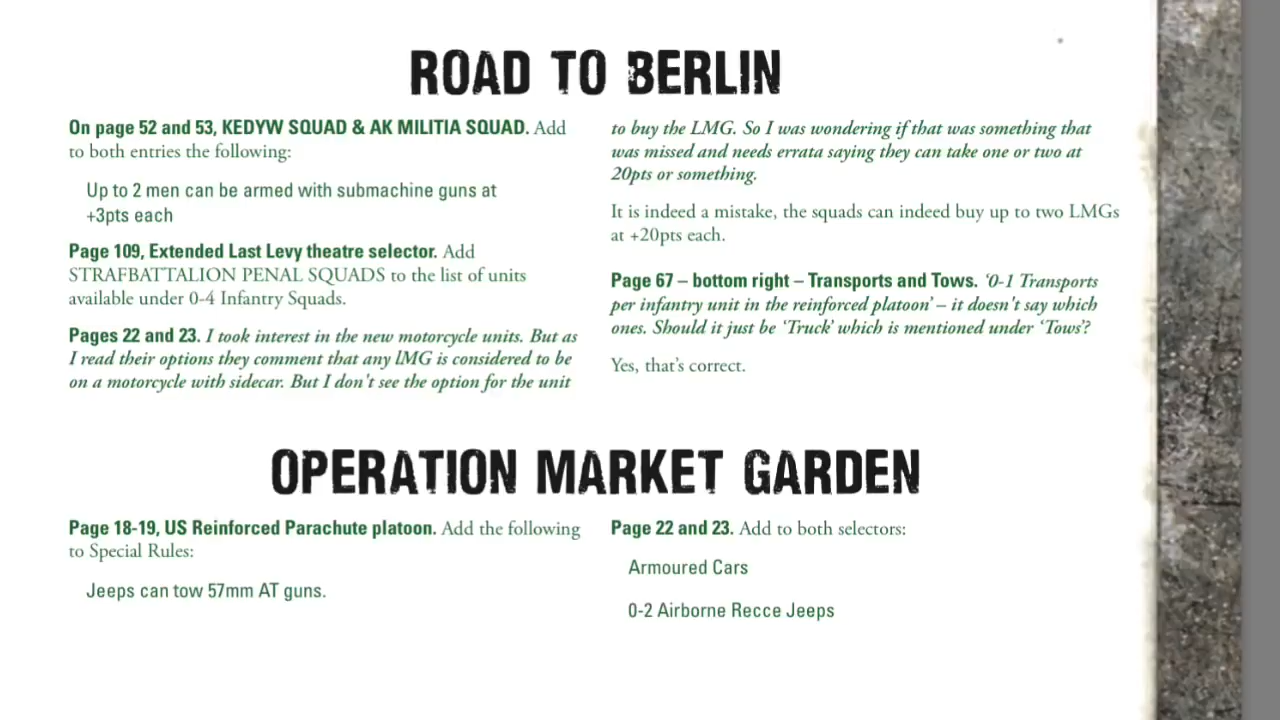 ROAD TO BERLIN
On page 52 and 53, KEDYW SQUAD & AK MILITIA SQUAD. Add
to both entries the following:
Up to 2 men can be armed with submachine guns at
+3pts each
Page 109, Extended Last Levy theatre selector. Add
STRAFBATTALION PENAL SQUADS to the list of units
available under 0-4 Infantry Squads.
Pages 22 and 23. I took interest in the new motorcycle units. But as
I read their options they comment that any LMG is considered to be
on a motorcycle with sidecar. But I don't see the option for the unit
to buy the LMG. So I was wondering if that was something that
was missed and needs errata saying they can take one or two at
20pts or something.
It is indeed a mistake, the squads can indeed buy up to two LMGs
at +20pts each.
Page 67 – bottom right – Transports and Tows. ‘0-1 Transports
per infantry unit in the reinforced platoon’ – it doesn't say which
ones. Should it just be ‘Truck’ which is mentioned under ‘Tows’?
Yes, that’s correct.
OPERATION MARKET GARDEN
Page 18-19, US Reinforced Parachute platoon. Add the following
to Special Rules:
Jeeps can tow 57mm AT guns.
Page 22 and 23. Add to both selectors:
Armoured Cars
0-2 Airborne Recce Jeeps